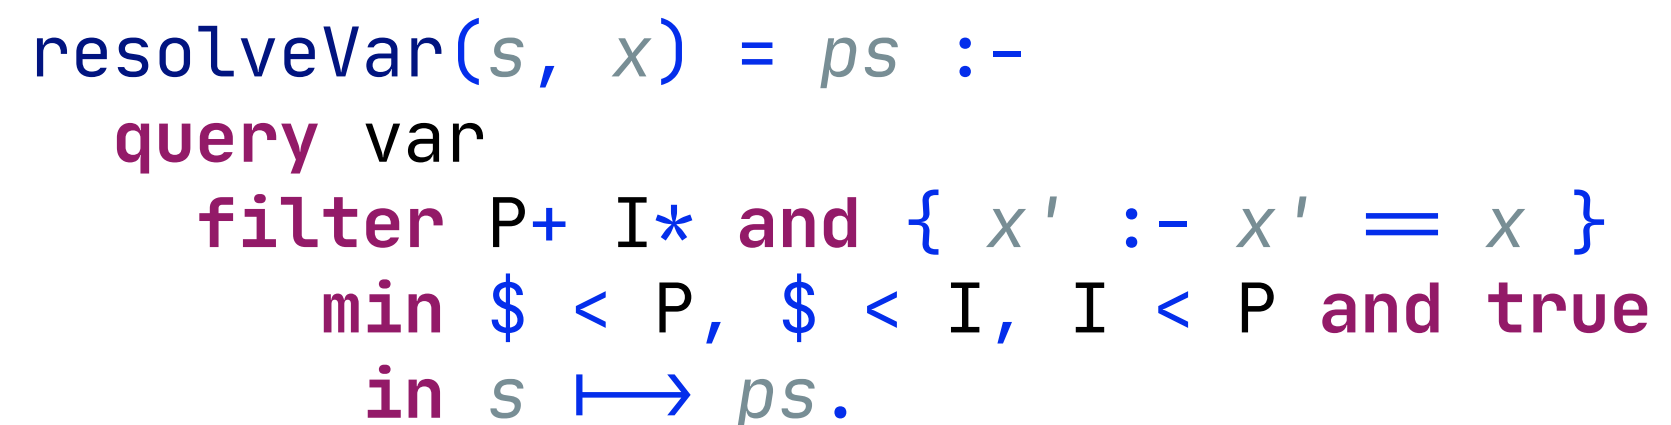 resolveVar(s, x) = ps :-
query var
filter P+ I* and { x' :- x' == x }
min $ < P, $ < I, I < P and true
in s |-> ps.